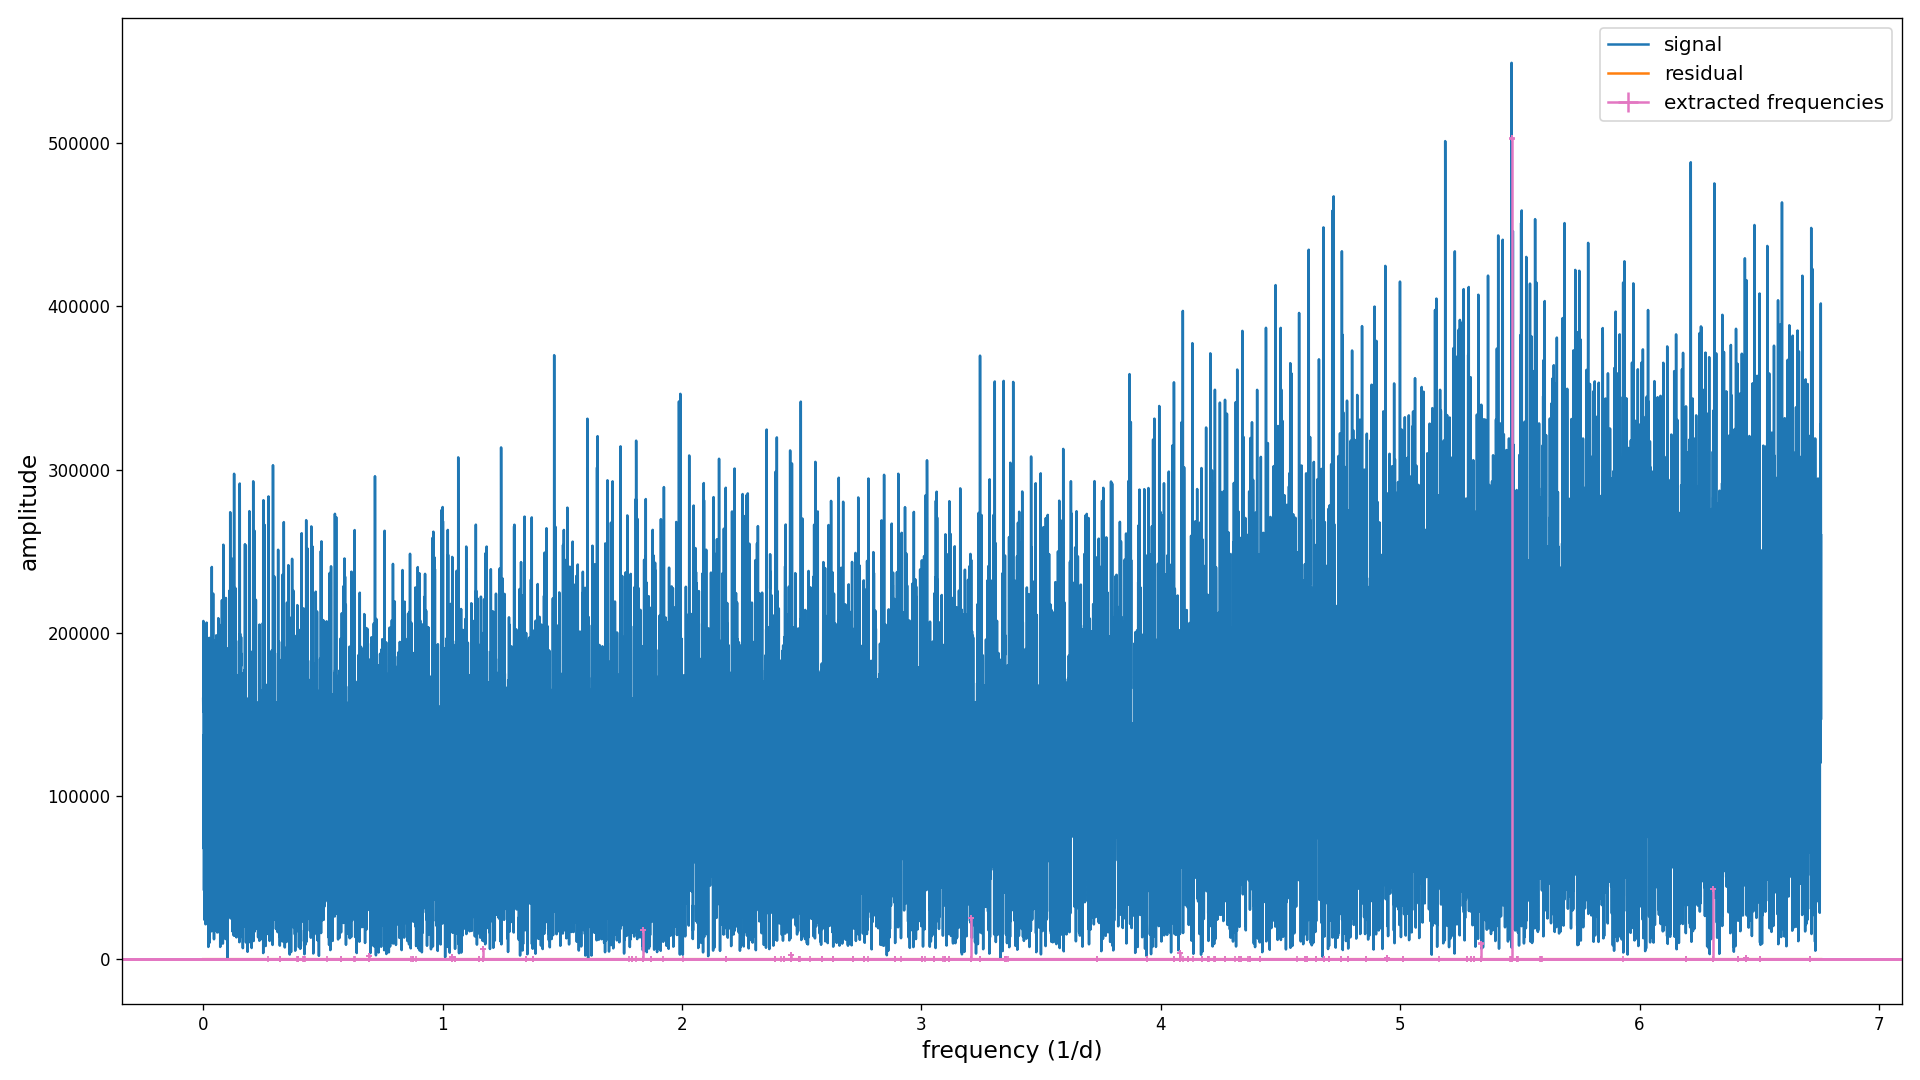 signal
residual
extracted frequencies
500000
400000
300000
200000
100000
0
amplitude
0 1 2 3 4 5 6 7
frequency (1/d)